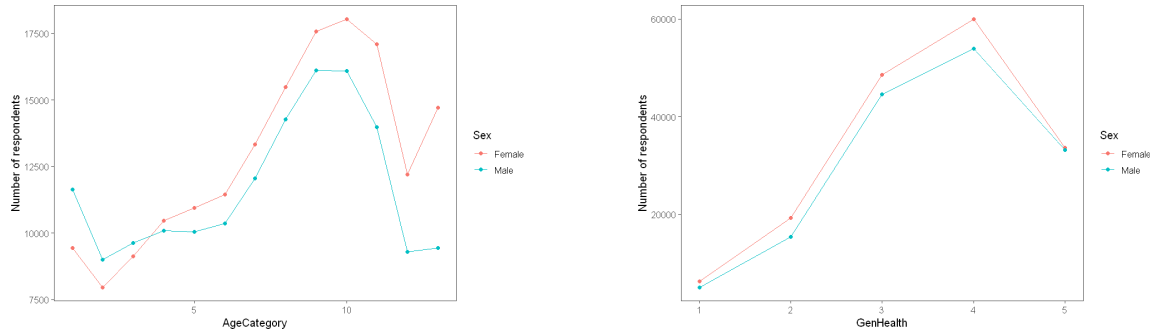 17500
15000
12500
10000
7500
5
10
AgeCategory
Number of respondents
Sex
Female
Male
60000
40000
20000
1
2
3
4
5
GenHealth
Number of respondents
Sex
Female
Male